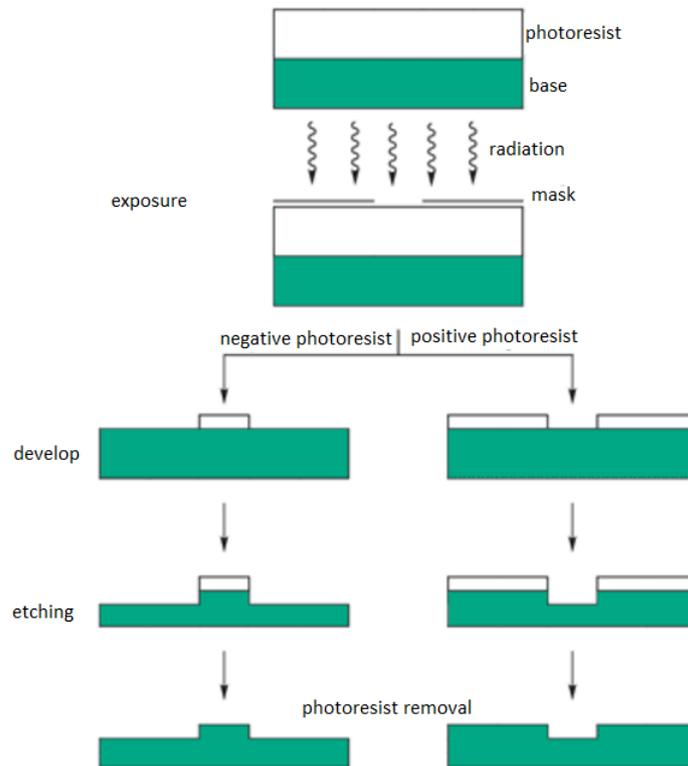 photoresist
base
radiation
mask
exposure
negative photoresist
positive photoresist
develop
etching
photoresist removal